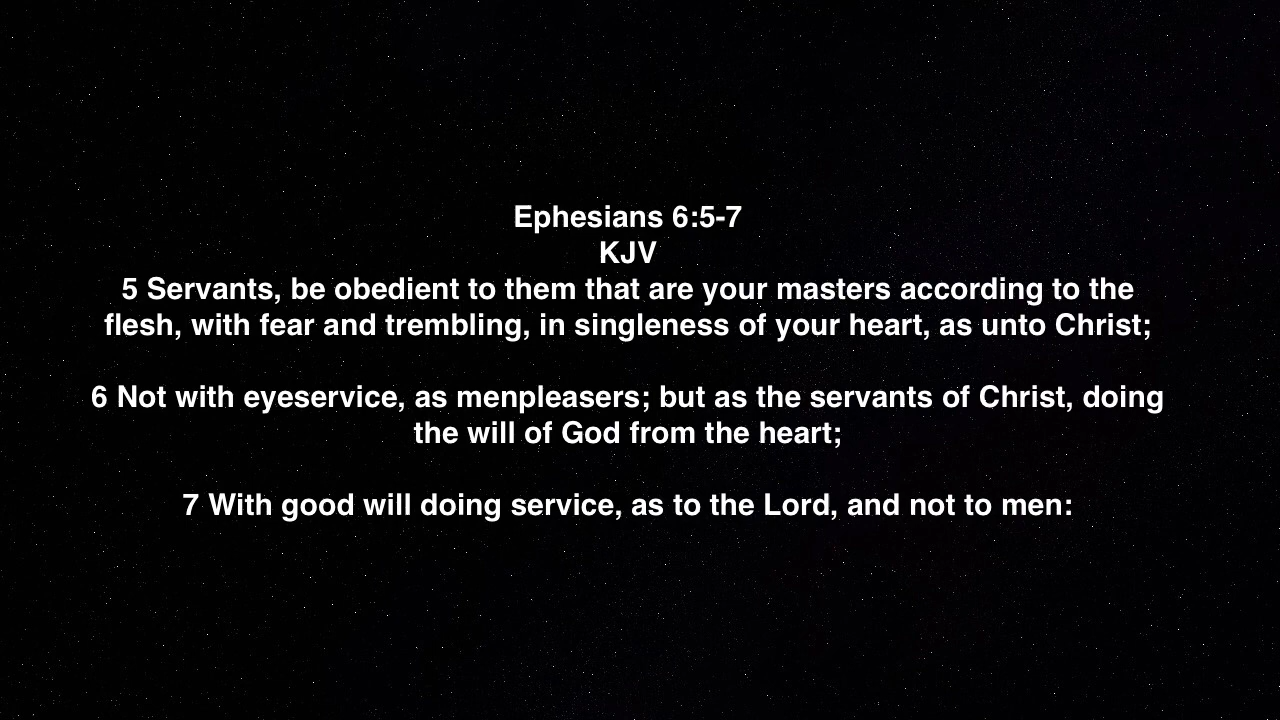 Ephesians 6:5-7
KJV
5 Servants, be obedient to them that are your masters according to the
flesh, with fear and trembling, in singleness of your heart, as unto Christ;
6 Not with eyeservice, as menpleasers; but as the servants of Christ, doing
the will of God from the heart;
7 With good will doing service, as to the Lord, and not to men: